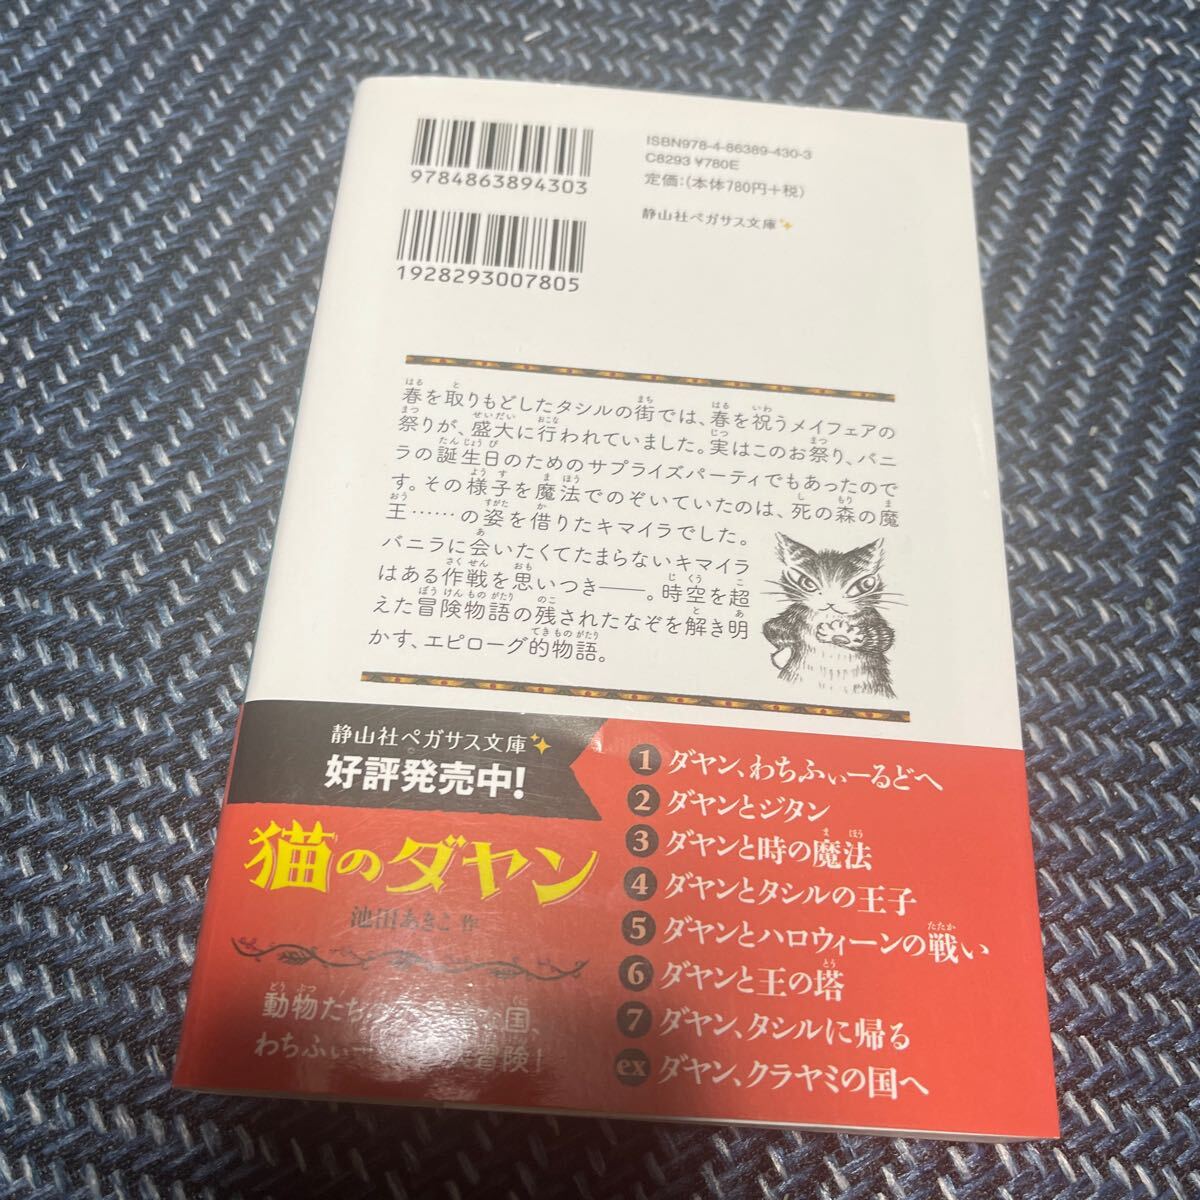 9784863894303
ISBN978-4-86389-430-3
C8293 ¥780E
定価:(本体780円+税)
静山社ペガサス文庫
1928293007805
春を取りもどしたタシルの街では、春を祝うメイフェアの
祭りが、盛大に行われていました。実はこのお祭り、バニ
ラの誕生日のためのサプライズパーティでもあったので
す。その様子を魔法でのぞいていたのは、死の森の魔
王……の姿を借りたキマイラでした。
バニラに会いたくてたまらないキマイラ
はある作戦を思いつき――。時空を超
えた冒険物語の残されたなぞを解き明
かす、エピローグ的物語。
静山社ペガサス文庫
好評発売中!
猫のダヤン
池田あきこ 作
動物たち 国、
わちふぃー 冒険!
1 ダヤン、わちふぃーるどへ
2 ダヤンとジタン
3 ダヤンと時の魔法
4 ダヤンとタシルの王子
5 ダヤンとハロウィーンの戦い
6 ダヤンと王の塔
7 ダヤン、タシルに帰る
ex ダヤン、クラヤミの国へ